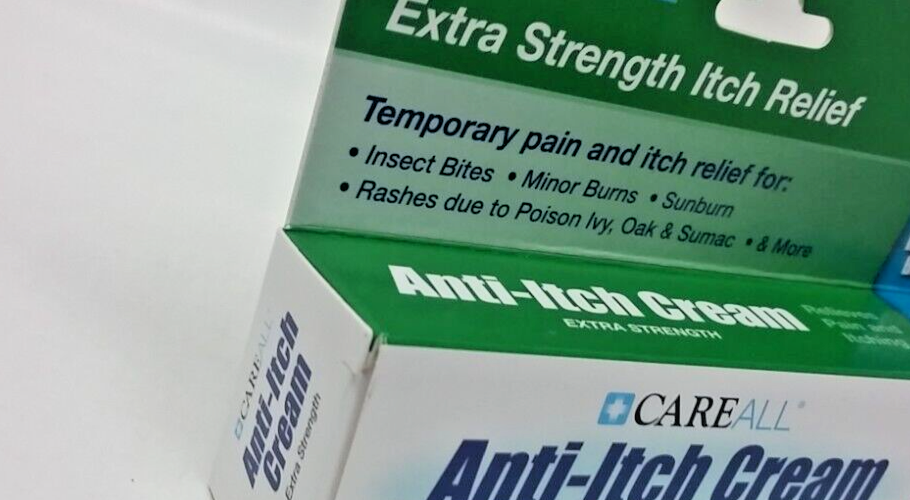 Extra Strength Itch Relief
Temporary pain and itch relief for:
• Insect Bites • Minor Burns • Sunburn
• Rashes due to Poison Ivy, Oak & Sumac • & More
Anti-Itch Cream
EXTRA STRENGTH
Relieves
Pain and
Itching
CAREALL®
Anti-Itch Cream
CAREALL
Anti-Itch
Cream
Extra Strength